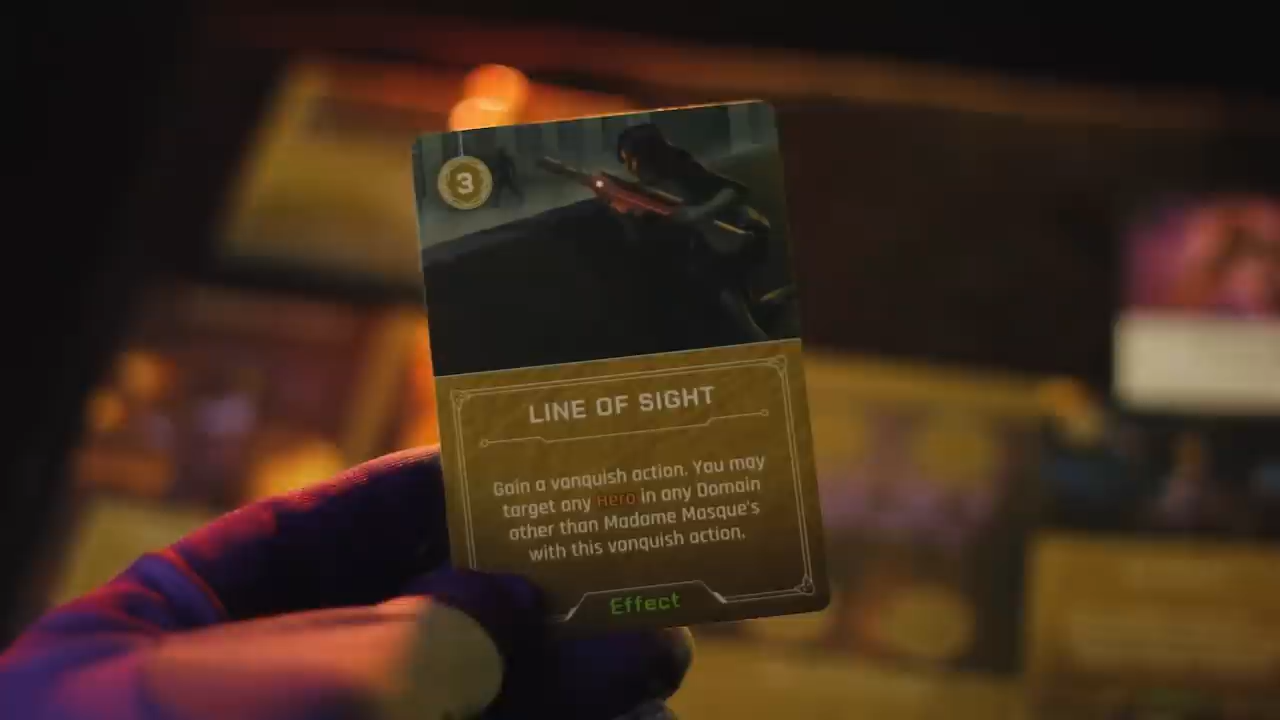 3
LINE OF SIGHT
Gain a vanquish action. You may
target any Hero in any Domain
other than Madame Masque's
with this vanquish action.
Effect